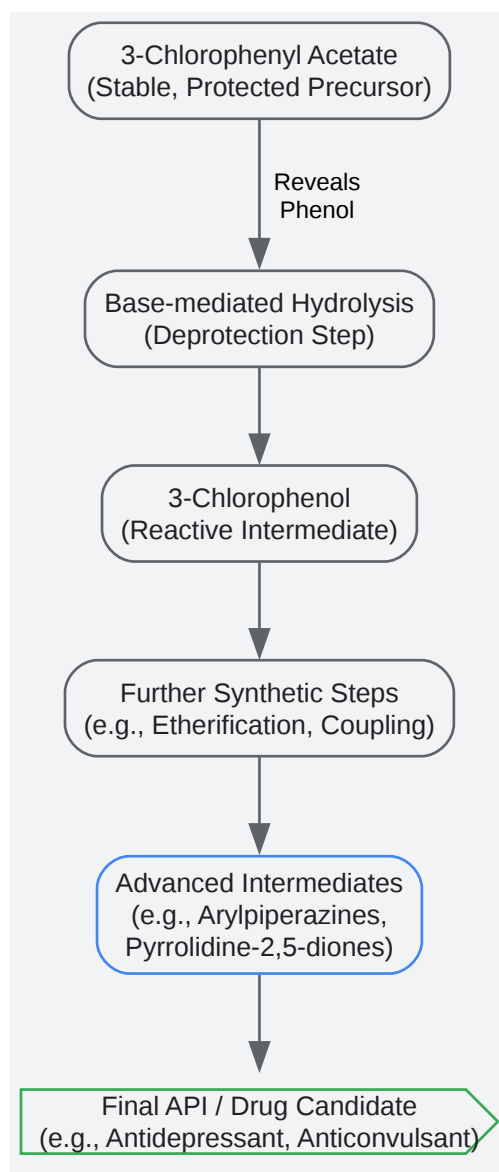 3-Chlorophenyl Acetate
(Stable, Protected Precursor)
Reveals
Phenol
Base-mediated Hydrolysis
(Deprotection Step)
3-Chlorophenol
(Reactive Intermediate)
Further Synthetic Steps
(e.g., Etherification, Coupling)
Advanced Intermediates
(e.g., Arylpiperazines,
Pyrrolidine-2,5-diones)
Final API / Drug Candidate
(e.g., Antidepressant, Anticonvulsant)